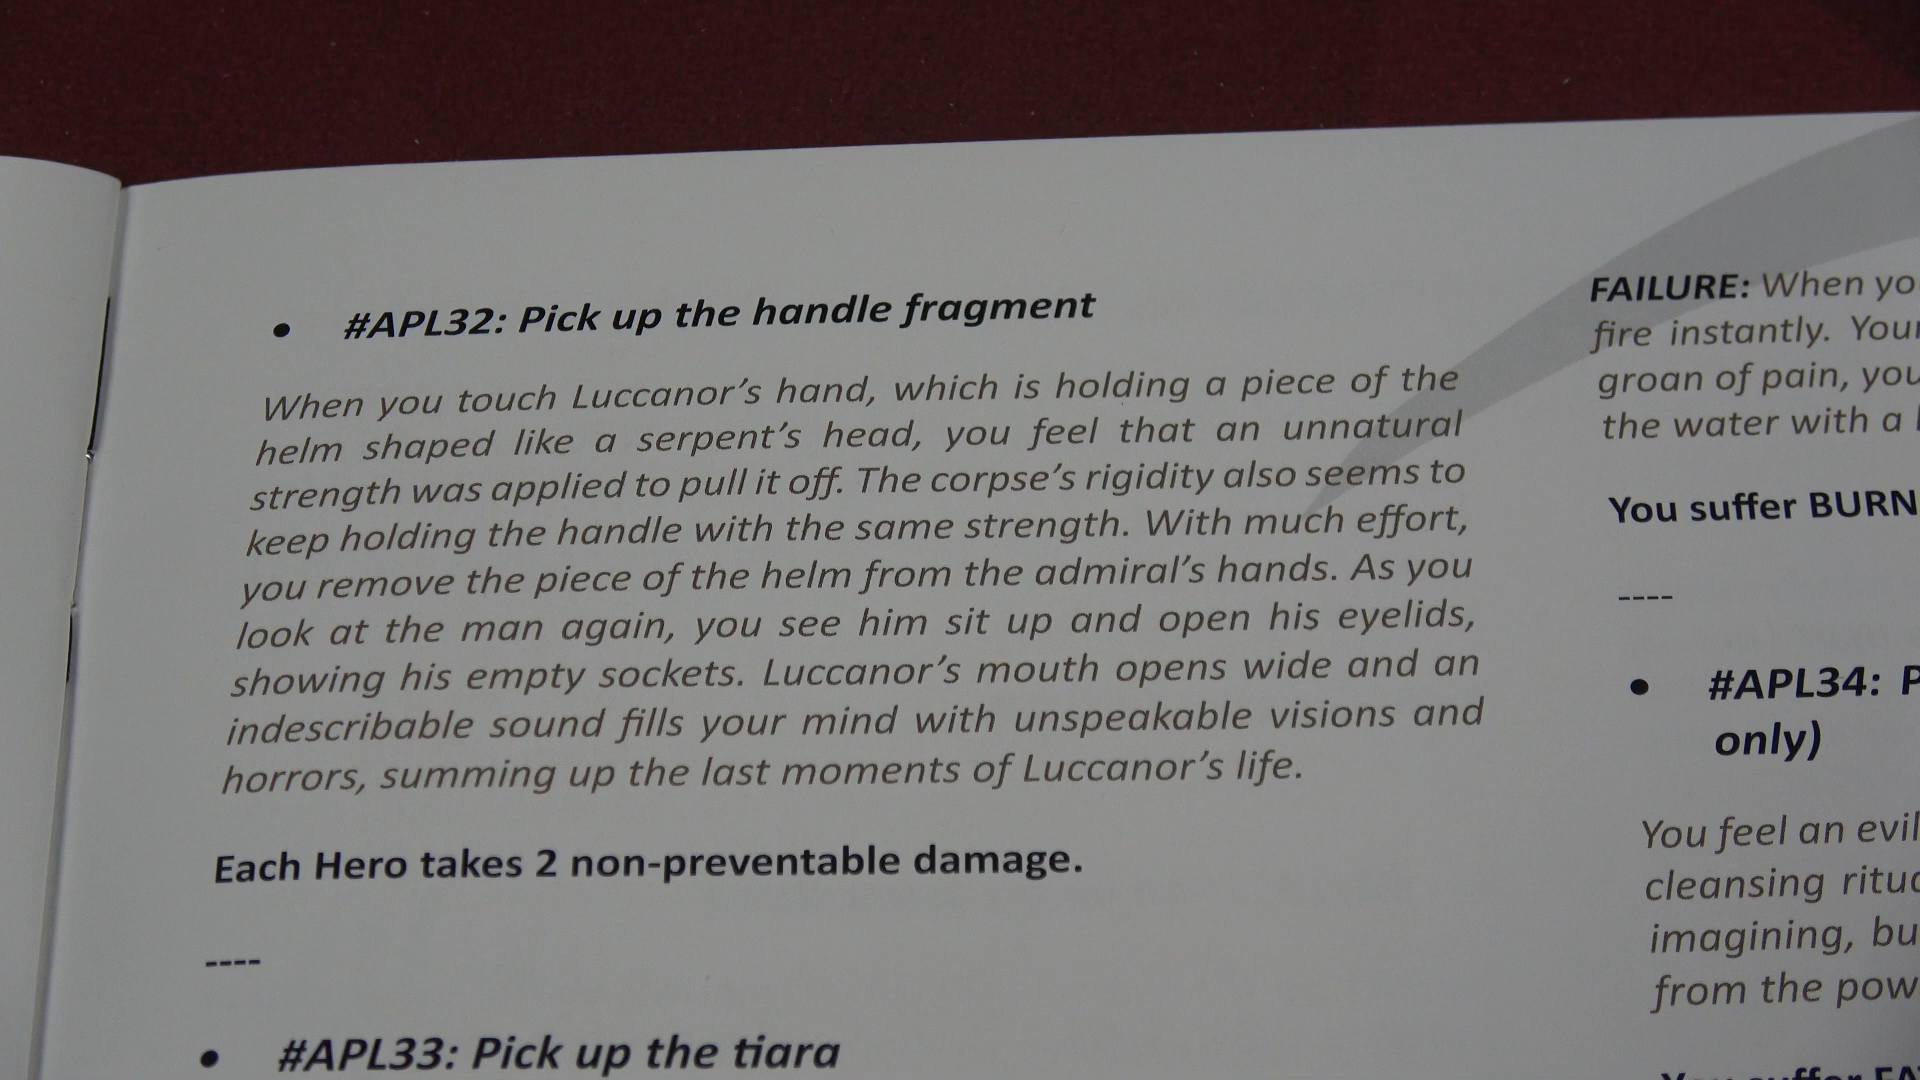 • #APL32: Pick up the handle fragment
When you touch Luccanor’s hand, which is holding a piece of the
helm shaped like a serpent’s head, you feel that an unnatural
strength was applied to pull it off. The corpse’s rigidity also seems to
keep holding the handle with the same strength. With much effort,
you remove the piece of the helm from the admiral’s hands. As you
look at the man again, you see him sit up and open his eyelids,
showing his empty sockets. Luccanor’s mouth opens wide and an
indescribable sound fills your mind with unspeakable visions and
horrors, summing up the last moments of Luccanor’s life.
Each Hero takes 2 non-preventable damage.
----
• #APL33: Pick up the tiara
FAILURE: When yo
fire instantly. Your
groan of pain, you
the water with a
You suffer BURN
----
• #APL34: P
only)
You feel an evil
cleansing ritua
imagining, bu
from the pow
You suffer FA